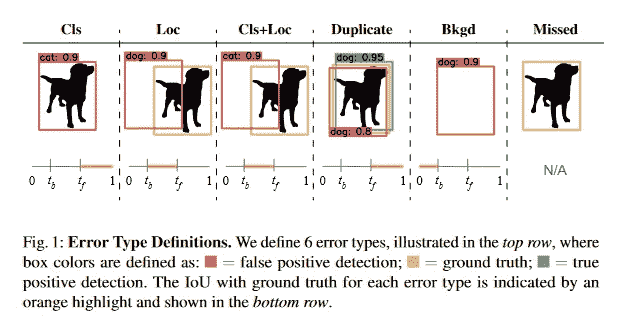 Cls Loc Cls+Loc Duplicate Bkgd Missed
cat: 0.9 dog: 0.9 cat: 0.9 dog: 0.95 dog: 0.9
dog: 0.8
0 t_b t_f 1 0 t_b t_f 1 0 t_b t_f 1 0 t_b t_f 1 0 t_b t_f 1 N/A
Fig. 1: Error Type Definitions. We define 6 error types, illustrated in the top row, where
box colors are defined as: = false positive detection; = ground truth; = true
positive detection. The IoU with ground truth for each error type is indicated by an
orange highlight and shown in the bottom row.